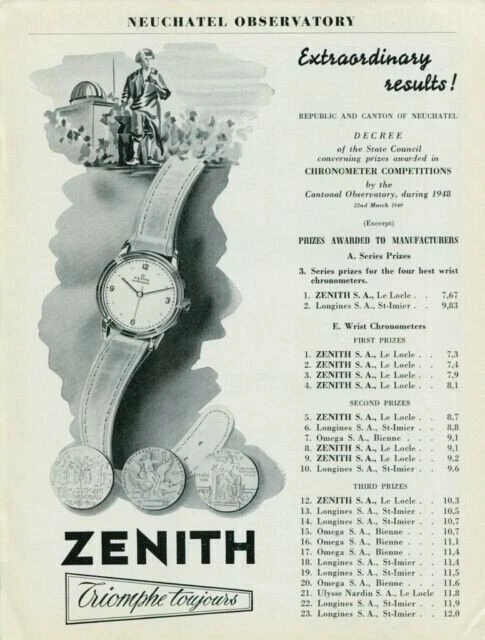 NEUCHATEL OBSERVATORY
Extraordinary
results!
REPUBLIC AND CANTON OF NEUCHATEL
DECREE
of the State Council
concerning prizes awarded in
CHRONOMETER COMPETITIONS
by the
Cantonal Observatory, during 1948
22nd March 1949
(Excerpt)
PRIZES AWARDED TO MANUFACTURERS
A. Series Prizes
3. Series prizes for the four best wrist
chronometers.
1. ZENITH S. A., Le Locle . . 7,67
2. Longines S. A., St-Imier . . 9,83
E. Wrist Chronometers
FIRST PRIZES
1. ZENITH S. A., Le Locle . . 7,3
2. ZENITH S. A., Le Locle . . 7,4
3. ZENITH S. A., Le Locle . . 7,9
4. ZENITH S. A., Le Locle . . 8.1
SECOND PRIZES
5. ZENITH S. A., Le Locle . . 8,7
6. Longines S. A., St-Imier . . 8,8
7. Omega S. A., Bienne . . . 9,1
8. ZENITH S. A., Le Locle . . 9,1
9. ZENITH S. A., Le Locle . . 9.2
10. Longines S. A., St-Imier . . 9.6
THIRD PRIZES
12. ZENITH S. A., Le Locle . . 10,3
13. Longines S. A., St-Imier . . 10,5
14. Longines S. A., St-Imier . . 10,7
15. Omega S. A., Bienne . . . 10,7
16. Omega S. A., Bienne . . . 11,1
17. Omega S. A., Bienne . . . 11,4
18. Longines S. A., St-Imier . . 11,4
19. Longines S. A., St-Imier . . 11,5
20. Omega S. A., Bienne . . . 11,6
21. Ulysse Nardin S. A., Le Locle 11.8
22. Longines S. A., St-Imier . . 11,9
23. Longines S. A., St-Imier . . 12,0
12
3
6
9
ZENITH
ZENITH
Triomphe toujours